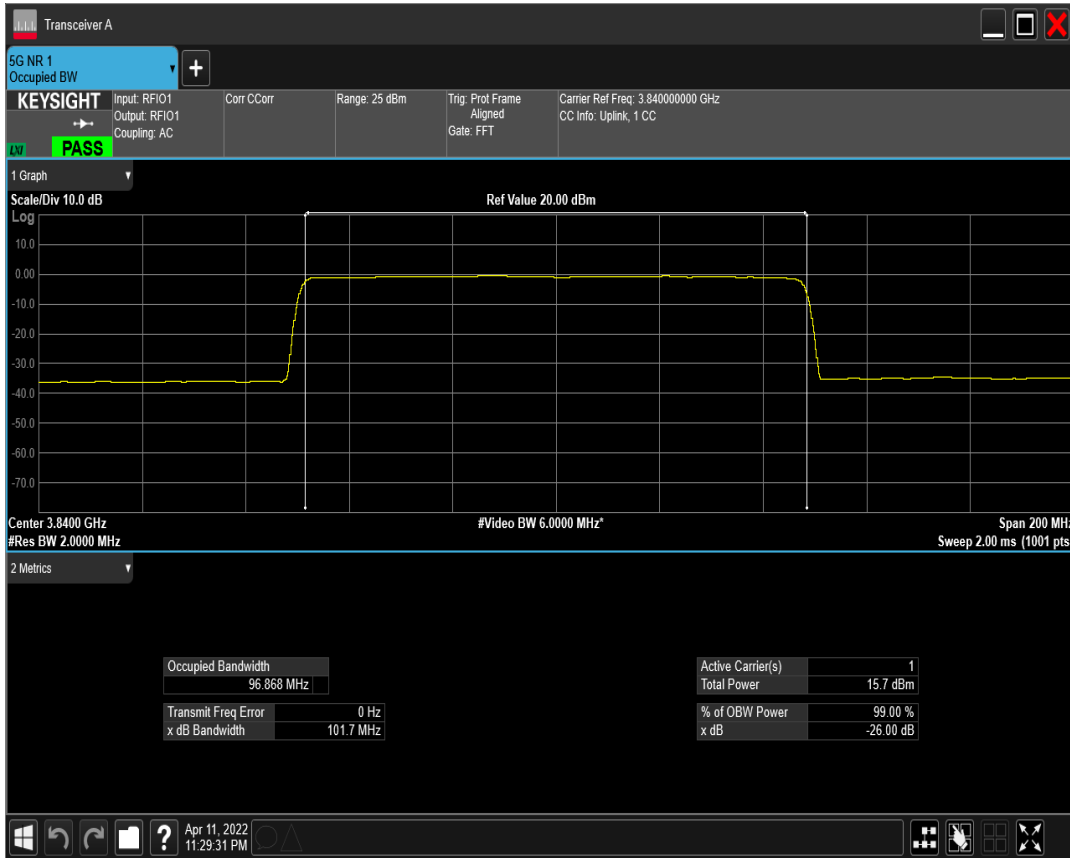 Transceiver A
5G NR 1
Occupied BW
KEYSIGHT
LXI
PASS
Input: RFIO1
Output: RFIO1
Coupling: AC
Corr CCorr
Range: 25 dBm
Trig: Prot Frame
Aligned
Gate: FFT
Carrier Ref Freq: 3.840000000 GHz
CC Info: Uplink, 1 CC
1 Graph
Scale/Div 10.0 dB
Ref Value 20.00 dBm
Log
10.0
0.00
-10.0
-20.0
-30.0
-40.0
-50.0
-60.0
-70.0
Center 3.8400 GHz
#Video BW 6.0000 MHz*
Span 200 MHz
#Res BW 2.0000 MHz
Sweep 2.00 ms (1001 pts
2 Metrics
Occupied Bandwidth
96.868 MHz
Transmit Freq Error 0 Hz
x dB Bandwidth 101.7 MHz
Active Carrier(s) 1
Total Power 15.7 dBm
% of OBW Power 99.00 %
x dB -26.00 dB
?
Apr 11, 2022
11:29:31 PM